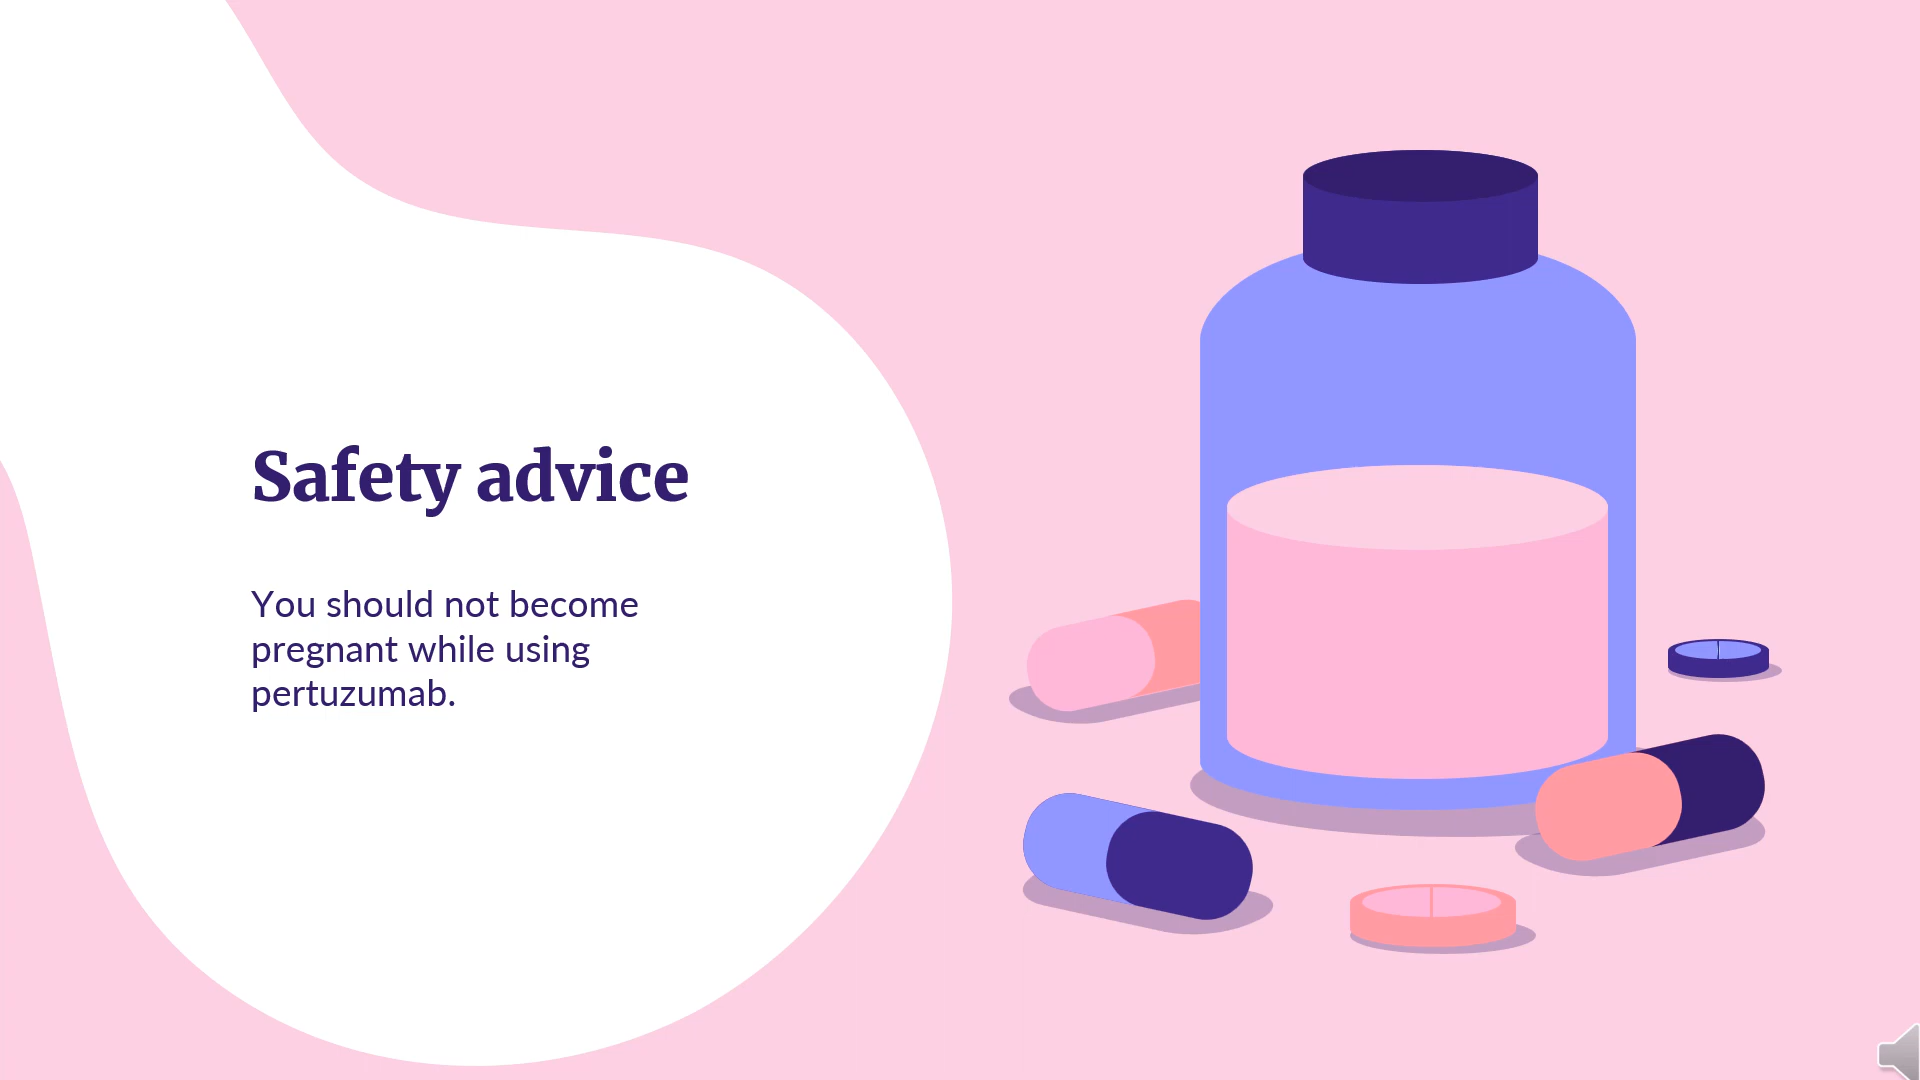 Safety advice
You should not become
pregnant while using
pertuzumab.